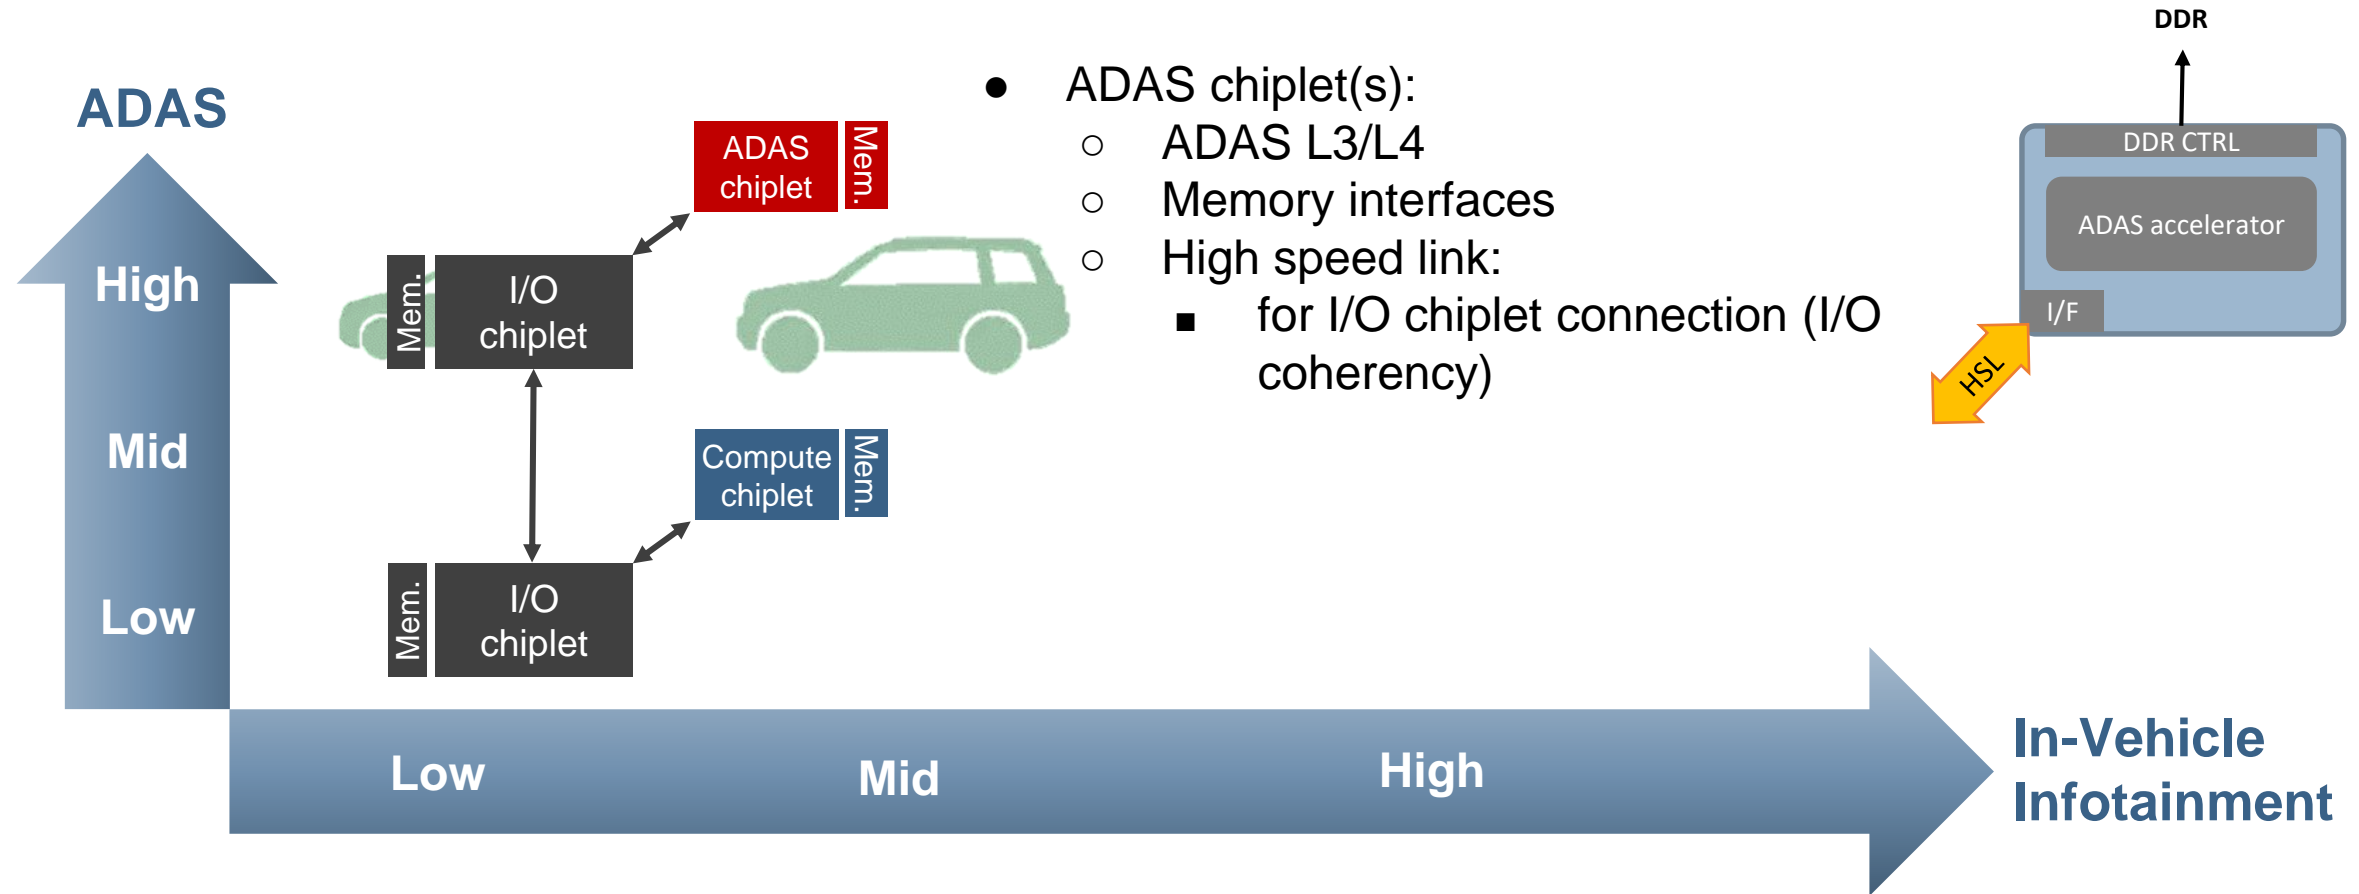 ADAS
High
Mid
Low
Low
Mid
High
In-Vehicle
Infotainment
ADAS
chiplet
Mem.
Mem.
I/O
chiplet
Compute
chiplet
Mem.
Mem.
I/O
chiplet
● ADAS chiplet(s):
○ ADAS L3/L4
○ Memory interfaces
○ High speed link:
■ for I/O chiplet connection (I/O
coherency)
DDR
DDR CTRL
ADAS accelerator
I/F
HSL